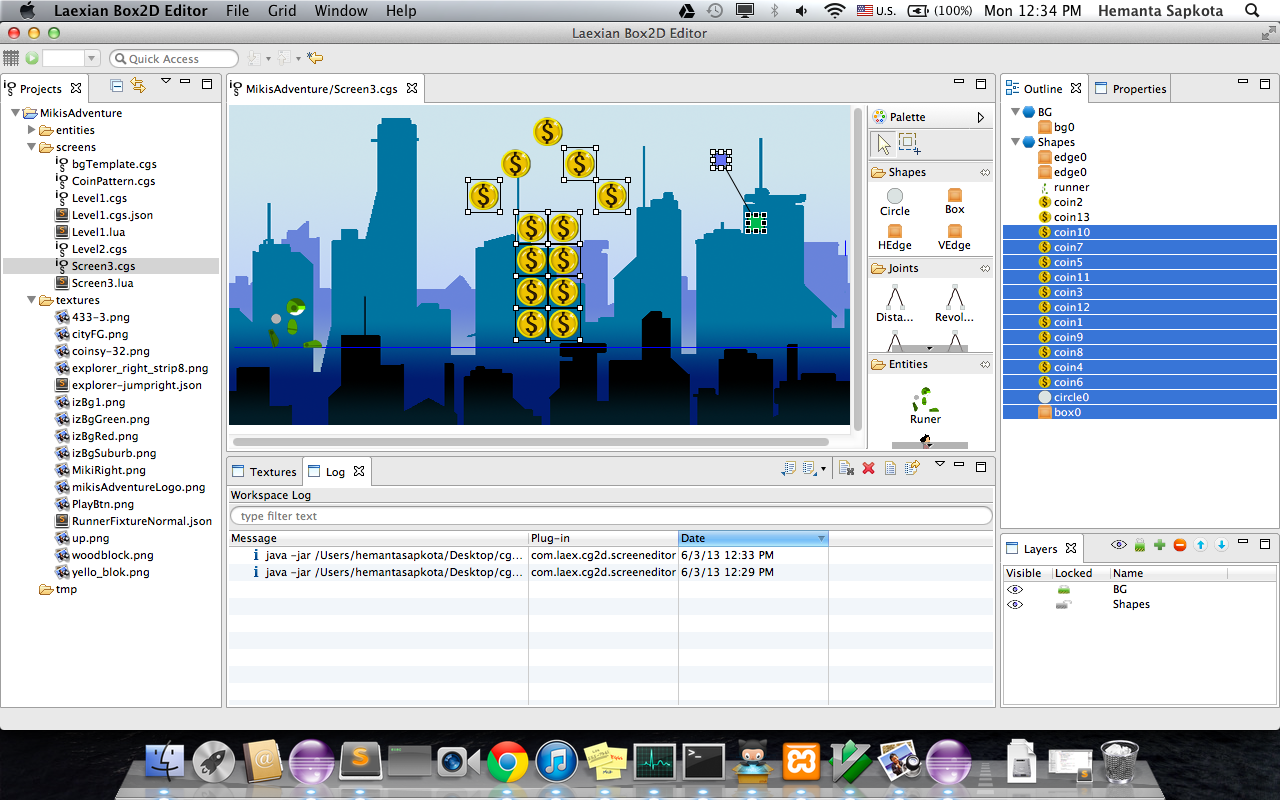 Laexian Box2D Editor File Grid Window Help U.S. (100%) Mon 12:34 PM Hemanta Sapkota
Laexian Box2D Editor
Quick Access
Projects
MikisAdventure
entities
screens
bgTemplate.cgs
CoinPattern.cgs
Level1.cgs
Level1.cgs.json
Level1.lua
Level2.cgs
Screen3.cgs
Screen3.lua
textures
433-3.png
cityFG.png
coinsy-32.png
explorer_right_strip8.png
explorer-jumpright.json
izBg1.png
izBgGreen.png
izBgRed.png
izBgSuburb.png
MikiRight.png
mikisAdventureLogo.png
PlayBtn.png
RunnerFixtureNormal.json
up.png
woodblock.png
yello_blok.png
tmp
MikisAdventure/Screen3.cgs
Palette
Shapes
Circle Box
HEdge VEdge
Joints
Dista... Revol...
Entities
Runer
Textures Log
Workspace Log
type filter text
Message Plug-in Date
java -jar /Users/hemantasapkota/Desktop/cg... com.laex.cg2d.screeneditor 6/3/13 12:33 PM
java -jar /Users/hemantasapkota/Desktop/cg... com.laex.cg2d.screeneditor 6/3/13 12:29 PM
Outline Properties
BG
bg0
Shapes
edge0
edge0
runner
coin2
coin13
coin10
coin7
coin5
coin11
coin3
coin12
coin1
coin9
coin8
coin4
coin6
circle0
box0
Layers
Visible Locked Name
BG
Shapes